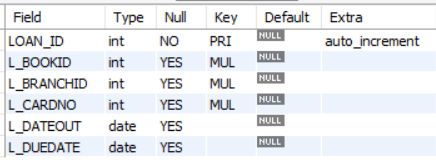 Field Type Null Key Default Extra
LOAN_ID int NO PRI NULL auto_increment
L_BOOKID int YES MUL NULL
L_BRANCHID int YES MUL NULL
L_CARDNO int YES MUL NULL
L_DATEOUT date YES NULL
L_DUEDATE date YES NULL